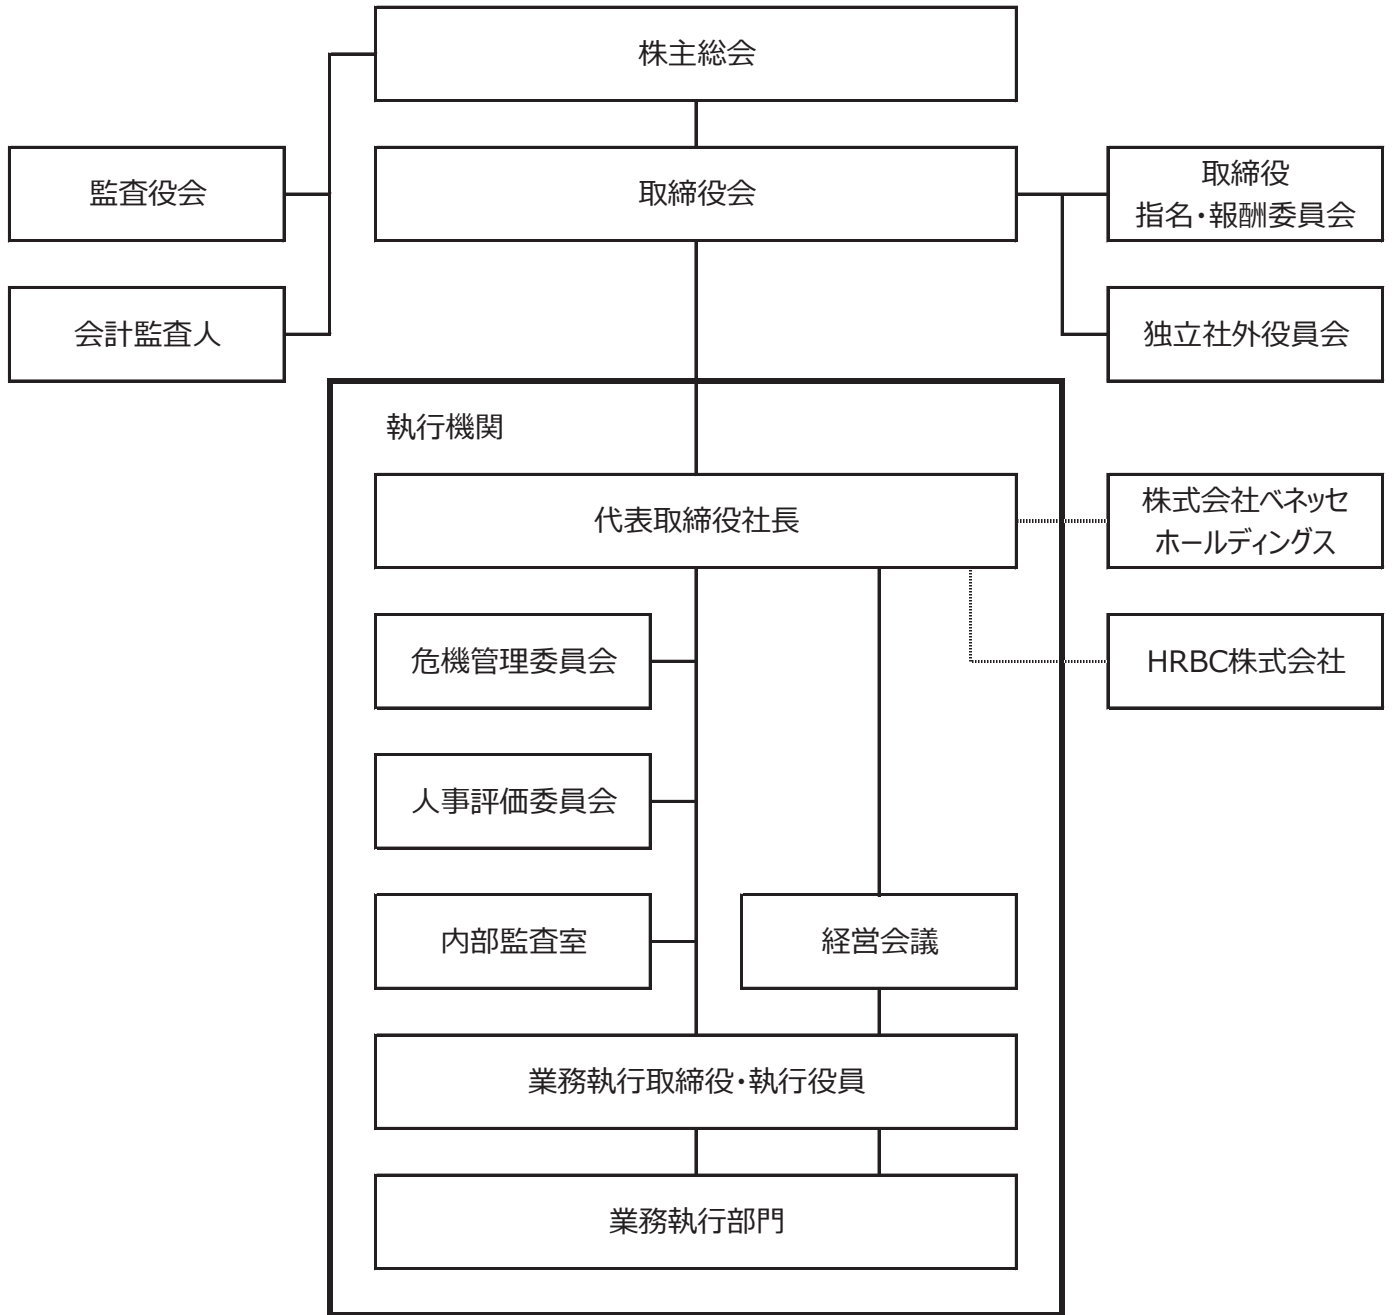 株主総会
監査役会
取締役会
取締役
指名・報酬委員会
会計監査人
独立社外役員会
執行機関
代表取締役社長
株式会社ベネッセ
ホールディングス
危機管理委員会
HRBC株式会社
人事評価委員会
内部監査室
経営会議
業務執行取締役・執行役員
業務執行部門